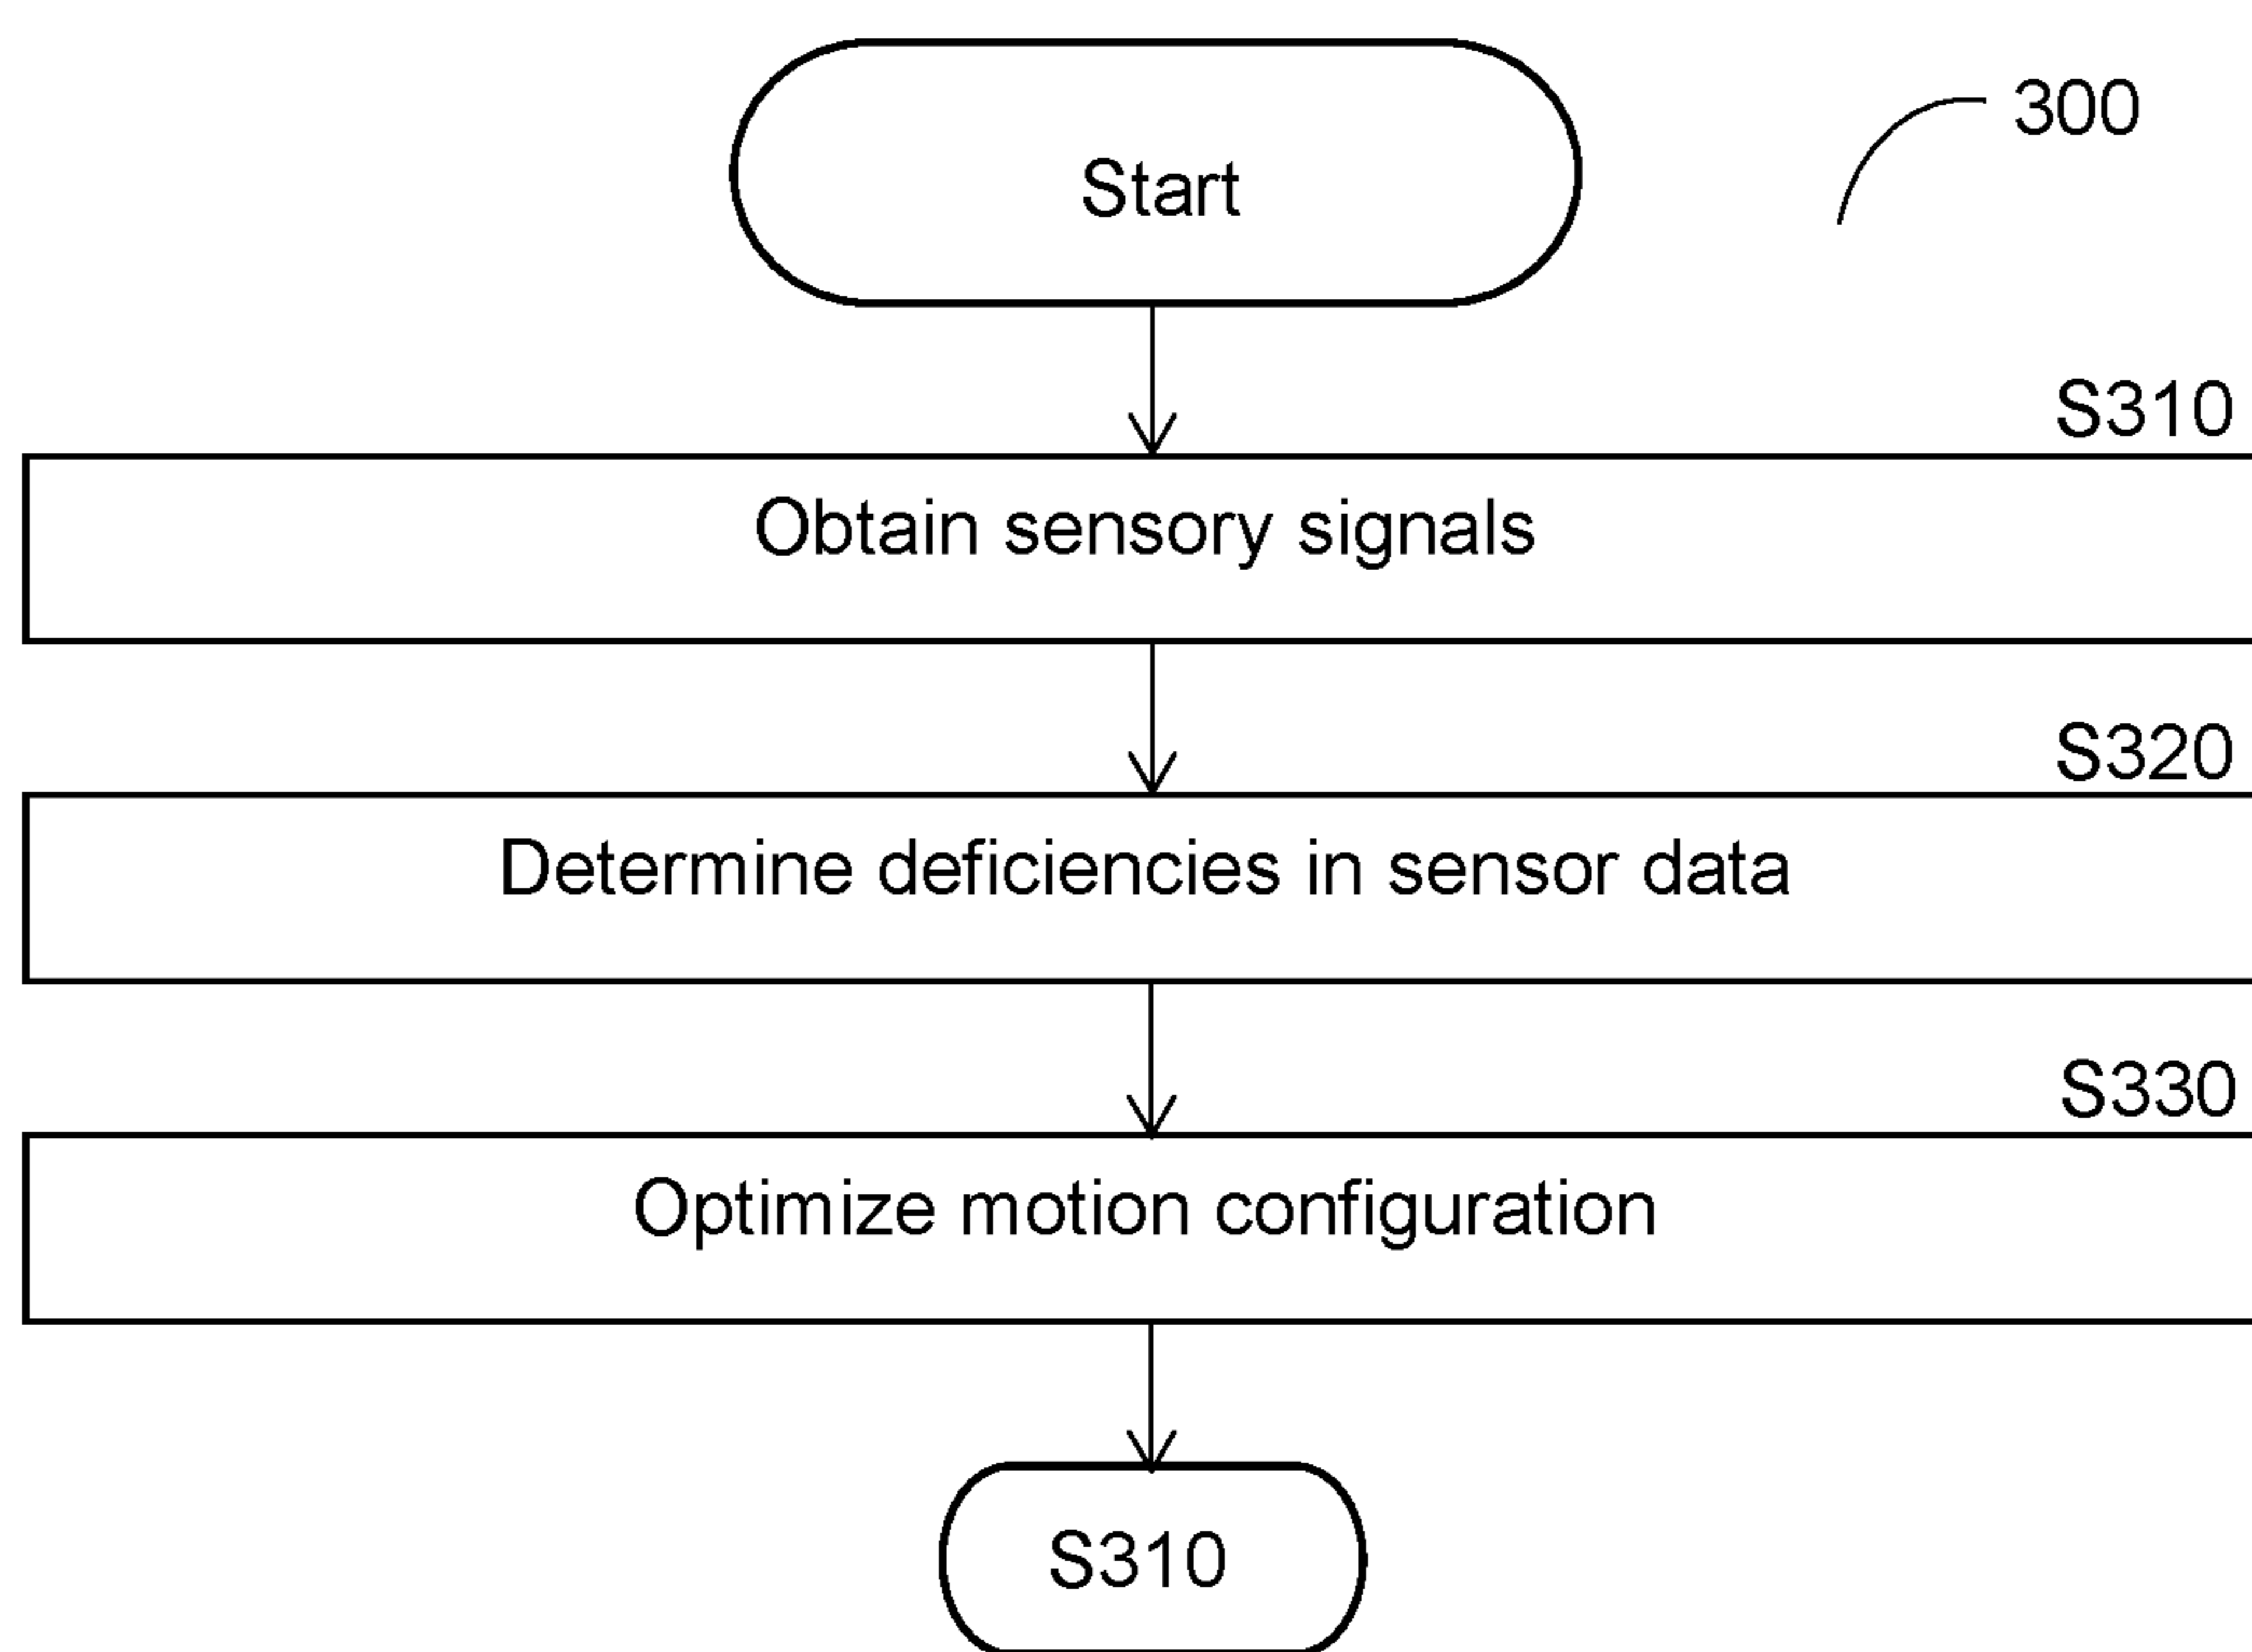 Start
300
S310
Obtain sensory signals
S320
Determine deficiencies in sensor data
S330
Optimize motion configuration
S310